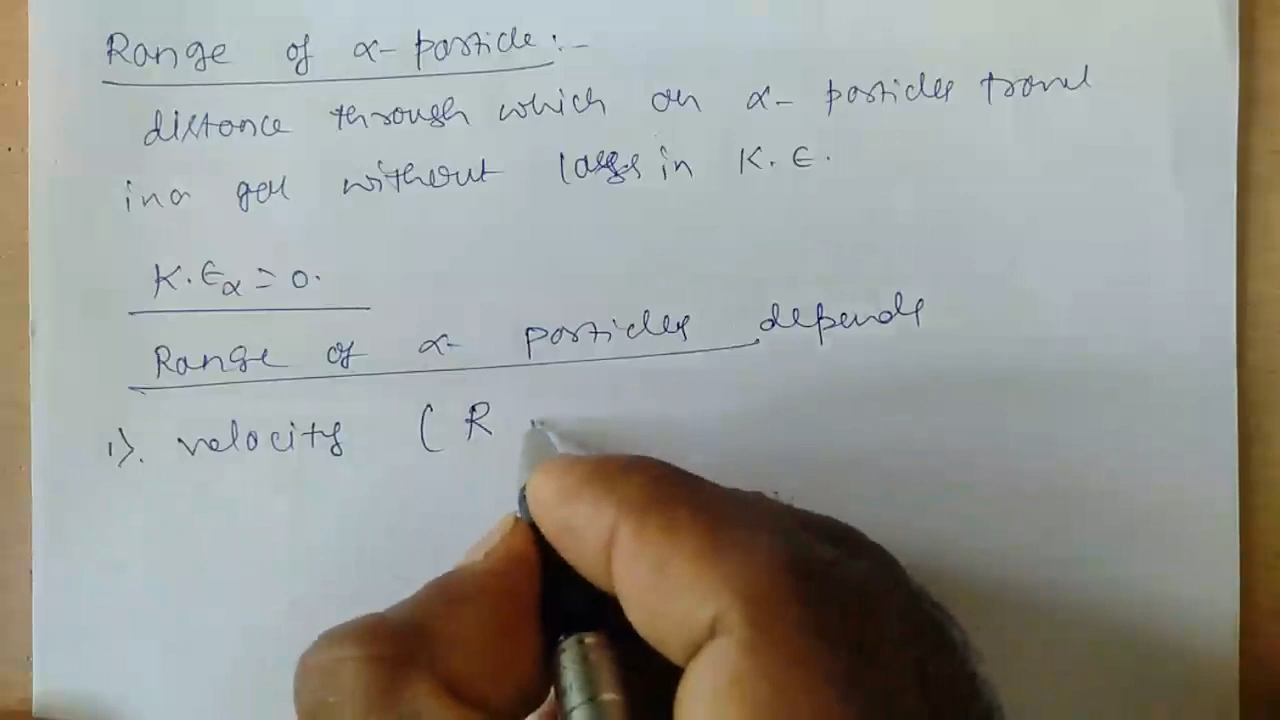 Range of α- particle :-
distance through which an α- particles travel
in a gas without loss in K.E.
K.Eα = 0.
Range of α- particles depends
1). velocity ( R